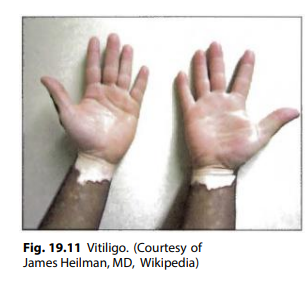 Fig. 19.11 Vitiligo. (Courtesy of
James Heilman, MD, Wikipedia)